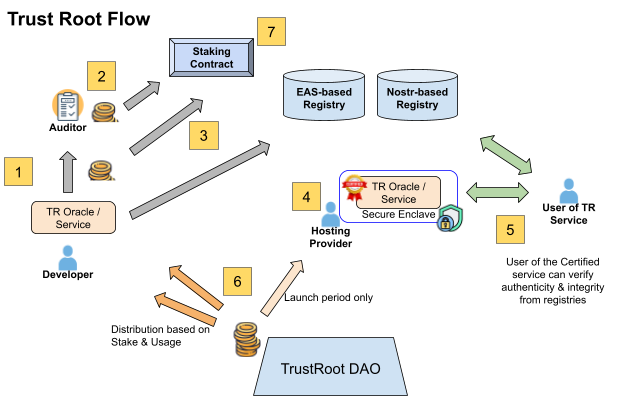 Trust Root Flow
7
Staking
Contract
2
EAS-based
Registry
Nostr-based
Registry
Auditor
3
1
TR Oracle /
Service
4
TR Oracle /
Service
Secure Enclave
Hosting
Provider
User of TR
Service
5
Developer
User of the Certified
service can verify
authenticity & integrity
from registries
6
Launch period only
Distribution based on
Stake & Usage
TrustRoot DAO